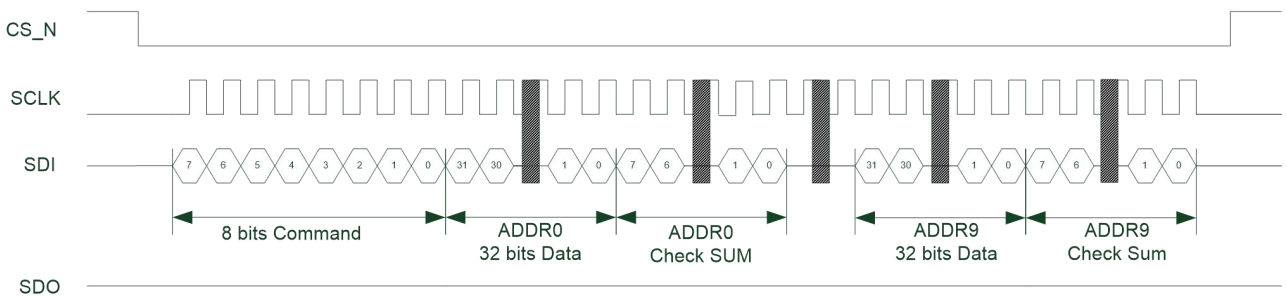 CS_N
SCLK
SDI
7 6 5 4 3 2 1 0 31 30 1 0 7 6 1 0 31 30 1 0 7 6 1 0
8 bits Command
ADDR0
32 bits Data
ADDR0
Check SUM
ADDR9
32 bits Data
ADDR9
Check Sum
SDO